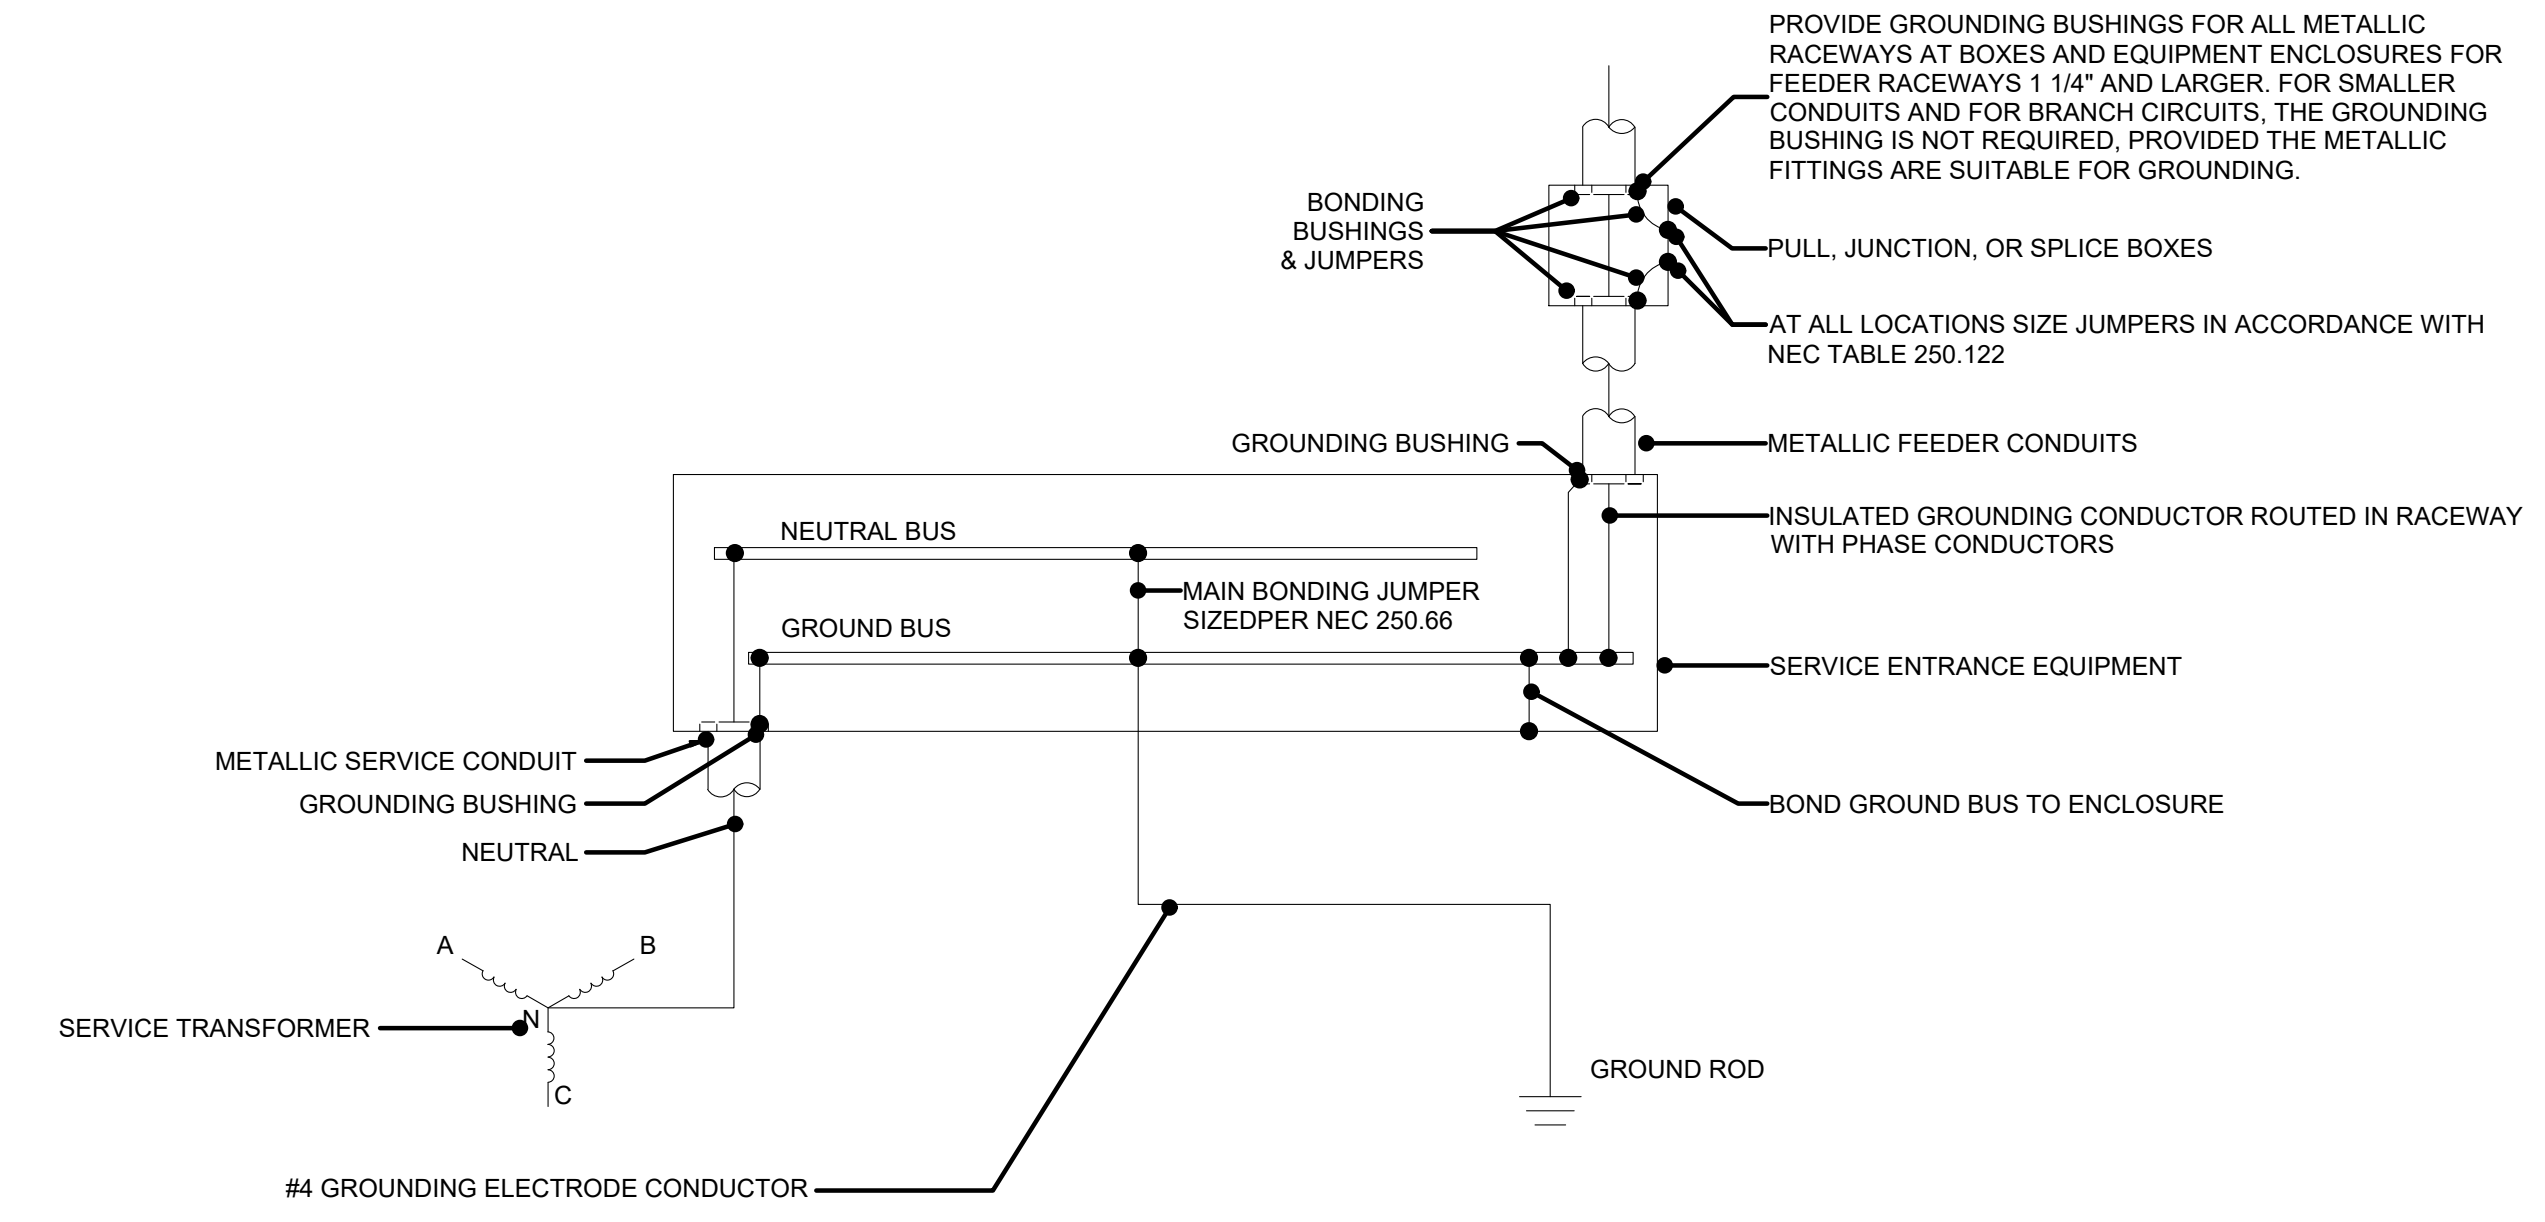 PROVIDE GROUNDING BUSHINGS FOR ALL METALLIC
RACEWAYS AT BOXES AND EQUIPMENT ENCLOSURES FOR
FEEDER RACEWAYS 1 1/4" AND LARGER. FOR SMALLER
CONDUITS AND FOR BRANCH CIRCUITS, THE GROUNDING
BUSHING IS NOT REQUIRED, PROVIDED THE METALLIC
FITTINGS ARE SUITABLE FOR GROUNDING.
BONDING
BUSHINGS
& JUMPERS
PULL, JUNCTION, OR SPLICE BOXES
AT ALL LOCATIONS SIZE JUMPERS IN ACCORDANCE WITH
NEC TABLE 250.122
GROUNDING BUSHING
METALLIC FEEDER CONDUITS
INSULATED GROUNDING CONDUCTOR ROUTED IN RACEWAY
WITH PHASE CONDUCTORS
NEUTRAL BUS
MAIN BONDING JUMPER
SIZEDPER NEC 250.66
GROUND BUS
SERVICE ENTRANCE EQUIPMENT
METALLIC SERVICE CONDUIT
GROUNDING BUSHING
BOND GROUND BUS TO ENCLOSURE
NEUTRAL
A
B
N
SERVICE TRANSFORMER
C
GROUND ROD
#4 GROUNDING ELECTRODE CONDUCTOR